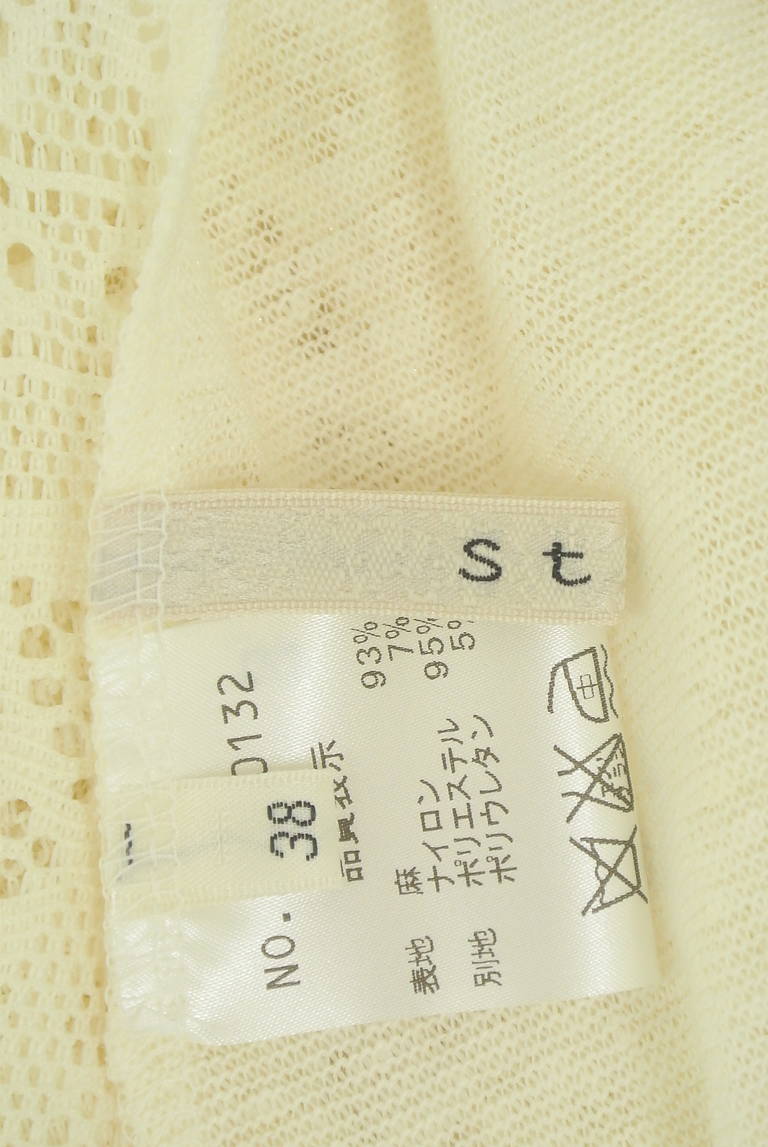 St
NO.
0132
38
品質表示
表地 麻 93%
ナイロン 7%
別地 ポリエステル 95%
ポリウレタン 5%
中